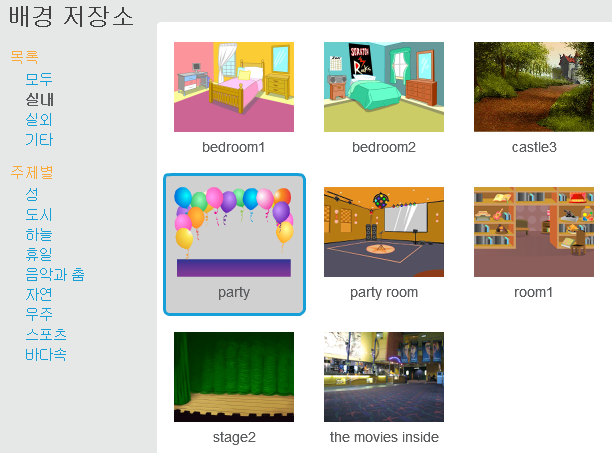 배경 저장소
목록
모두
실내
실외
기타
주제별
성
도시
하늘
휴일
음악과 춤
자연
우주
스포츠
바다속
bedroom1
bedroom2
castle3
party
party room
room1
stage2
the movies inside